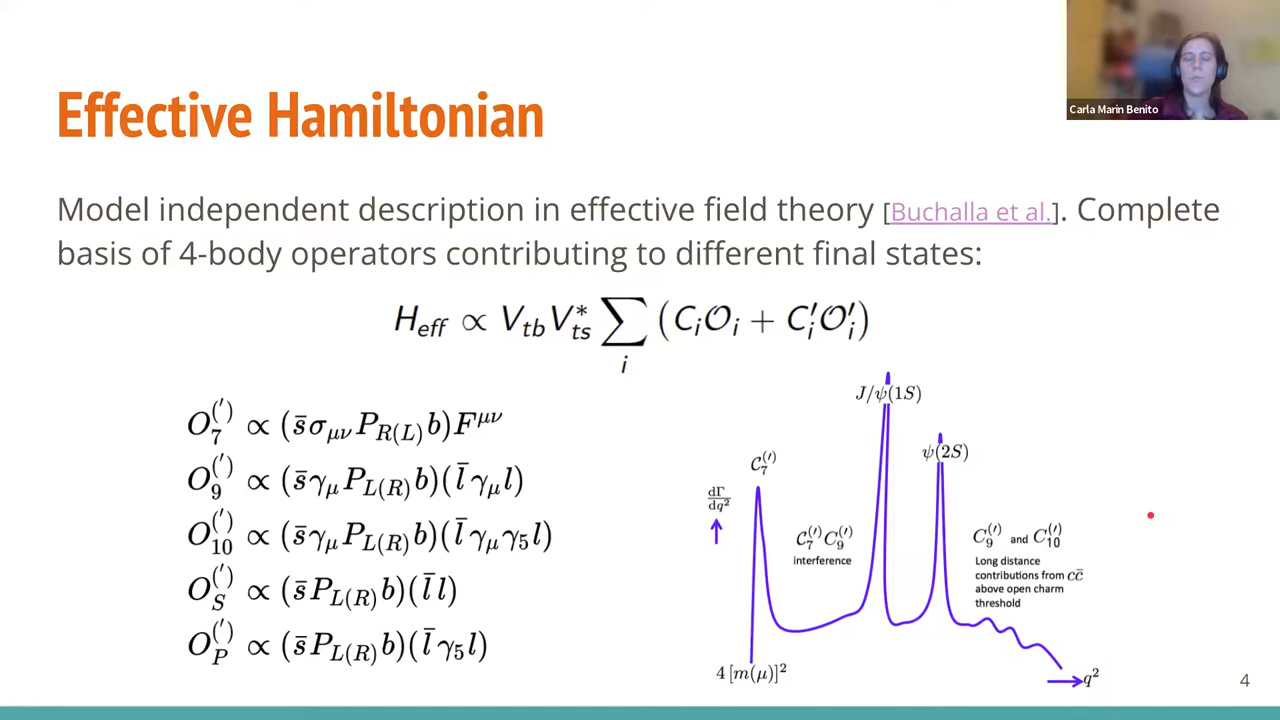 Carla Marin Benito
Effective Hamiltonian
Model independent description in effective field theory [Buchalla et al.]. Complete
basis of 4-body operators contributing to different final states:
H_eff ∝ V_tb V*_ts ∑_i (C_i O_i + C′_i O′_i)
O_7^(′) ∝ (s̄σ_μν P_R(L) b)F^μν
O_9^(′) ∝ (s̄γ_μ P_L(R) b)(l̄γ_μ l)
O_10^(′) ∝ (s̄γ_μ P_L(R) b)(l̄γ_μ γ_5 l)
O_S^(′) ∝ (s̄P_L(R) b)(l̄l)
O_P^(′) ∝ (s̄P_L(R) b)(l̄γ_5 l)
J/ψ(1S)
ψ(2S)
C_7^(′)
dΓ/dq²
C_7^(′) C_9^(′)
interference
C_9^(′) and C_10^(′)
Long distance
contributions from cc̄
above open charm
threshold
4 [m(μ)]²
q²
4